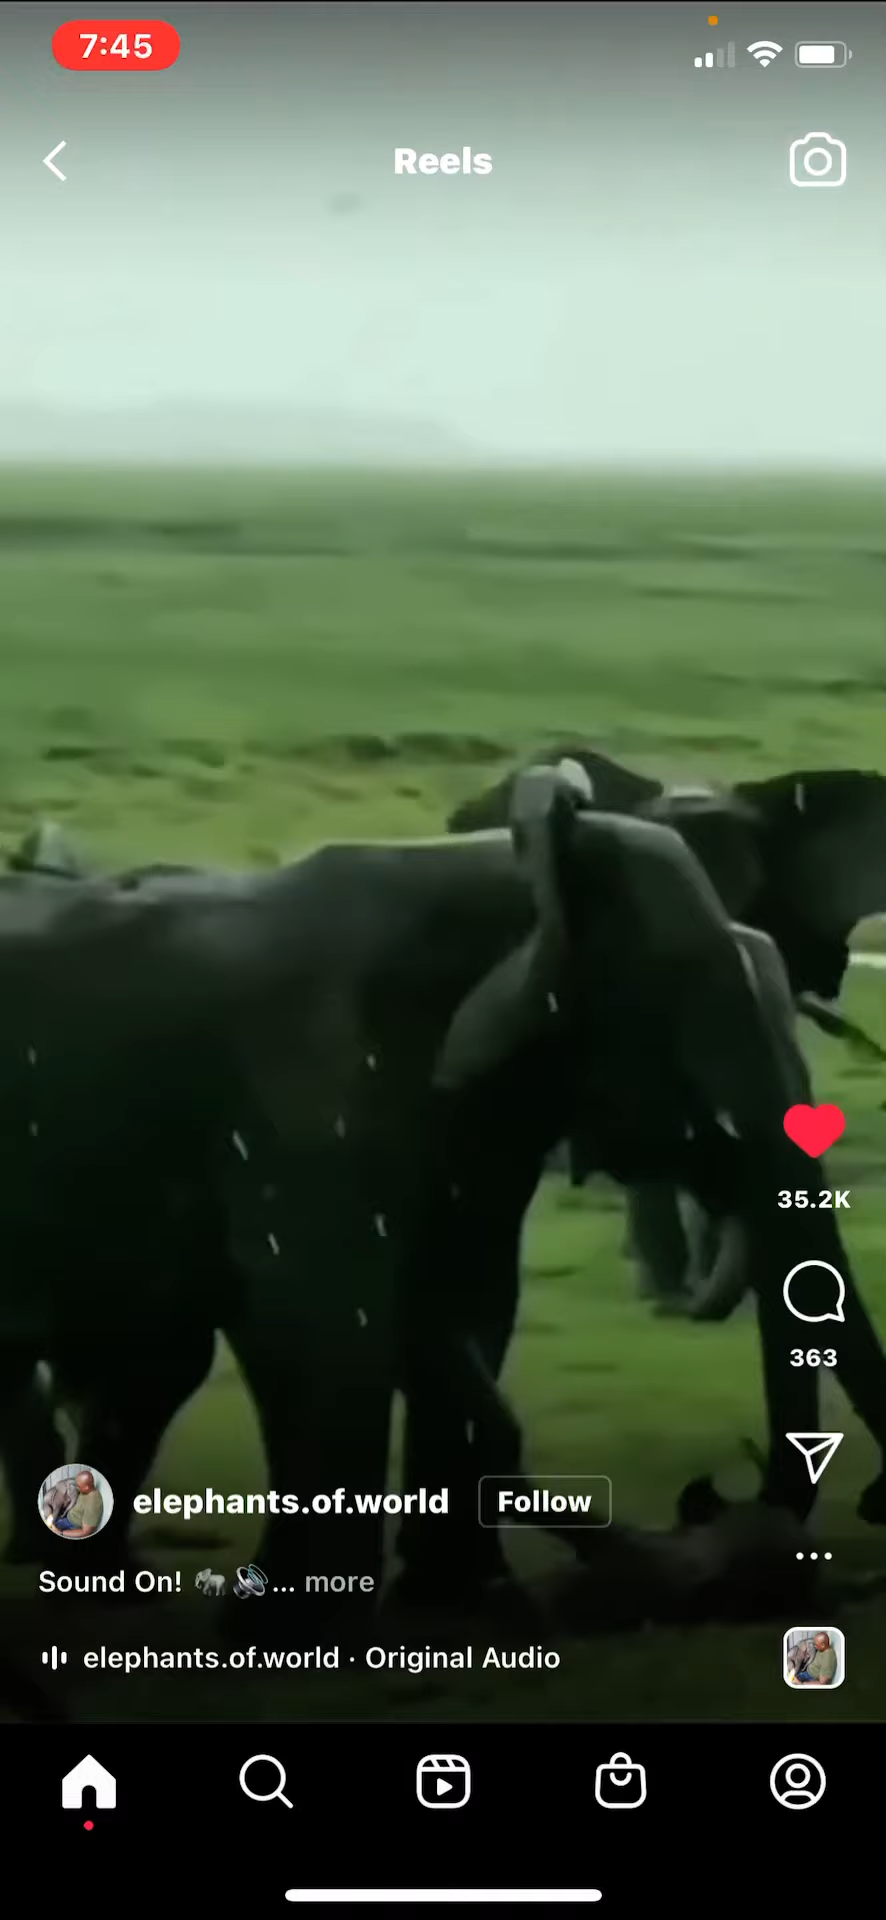 7:45
Reels
35.2K
363
elephants.of.world Follow
Sound On! 🐘🔊... more
elephants.of.world · Original Audio